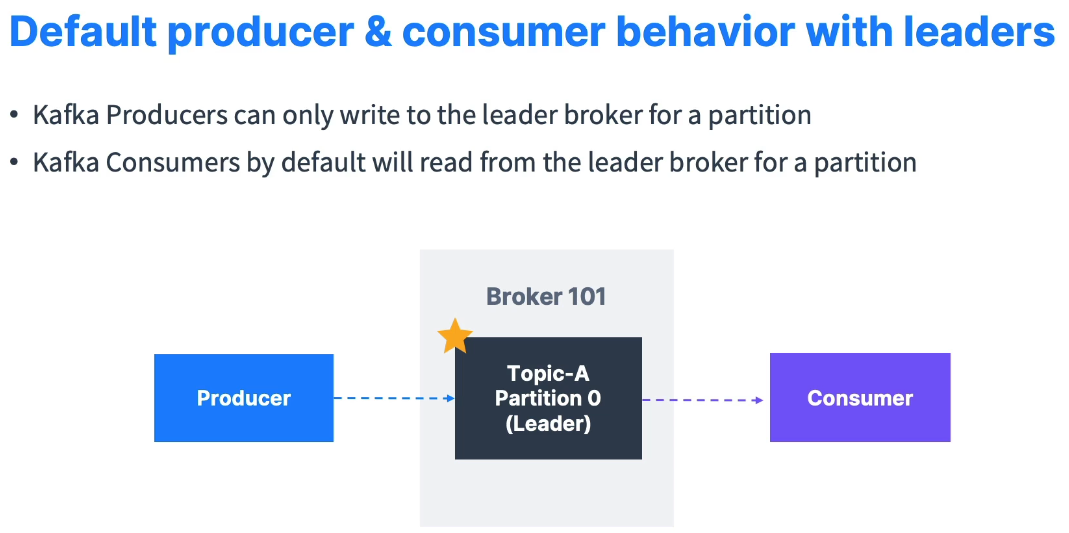 Default producer & consumer behavior with leaders
• Kafka Producers can only write to the leader broker for a partition
• Kafka Consumers by default will read from the leader broker for a partition
Broker 101
Producer
Topic-A
Partition 0
(Leader)
Consumer